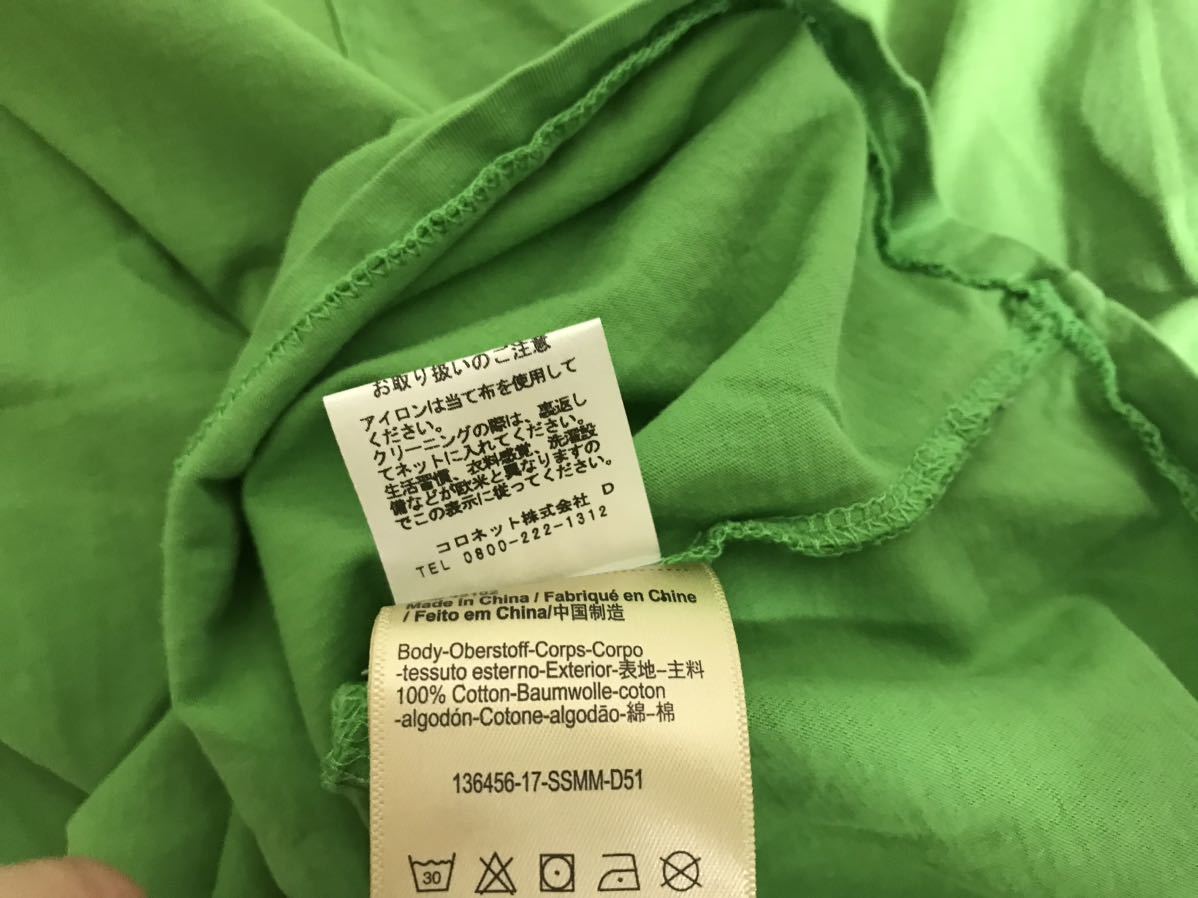 お取り扱いのご注意
アイロンは当て布を使用して
ください。
クリーニングの際は、裏返し
てネットに入れてください。
生活習慣、衣料感覚、洗濯設
備などが欧米と異なりますの
でこの表示に従ってください。
コロネット株式会社 D
TEL 0800-222-1312
Made in China / Fabriqué en Chine
/ Feito em China/中国制造
Body-Oberstoff-Corps-Corpo
-tessuto esterno-Exterior-表地-主料
100% Cotton-Baumwolle-coton
-algodón-Cotone-algodão-綿-棉
136456-17-SSMM-D51
30